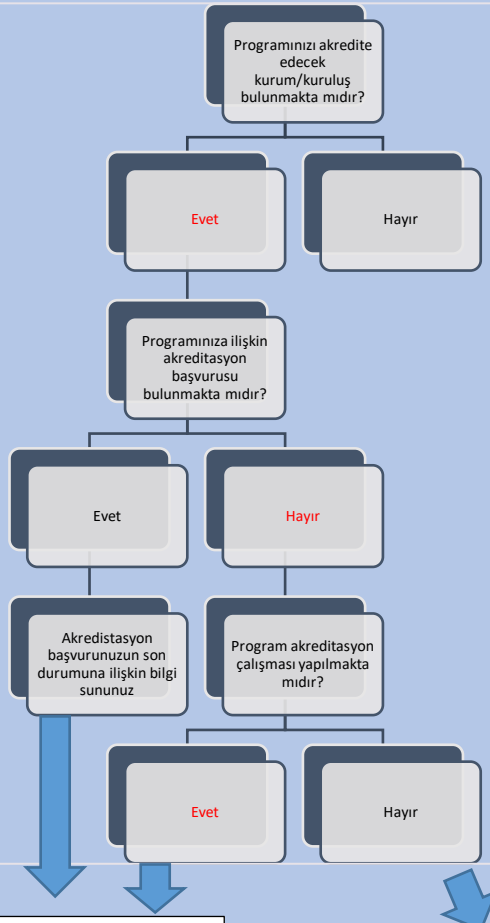 Programınızı akredite
edecek
kurum/kuruluş
bulunmakta mıdır?
Evet
Hayır
Programınıza ilişkin
akreditasyon
başvurusu
bulunmakta mıdır?
Evet
Hayır
Akredistasyon
başvurunuzun son
durumuna ilişkin bilgi
sununuz
Program akreditasyon
çalışması yapılmakta
mıdır?
Evet
Hayır